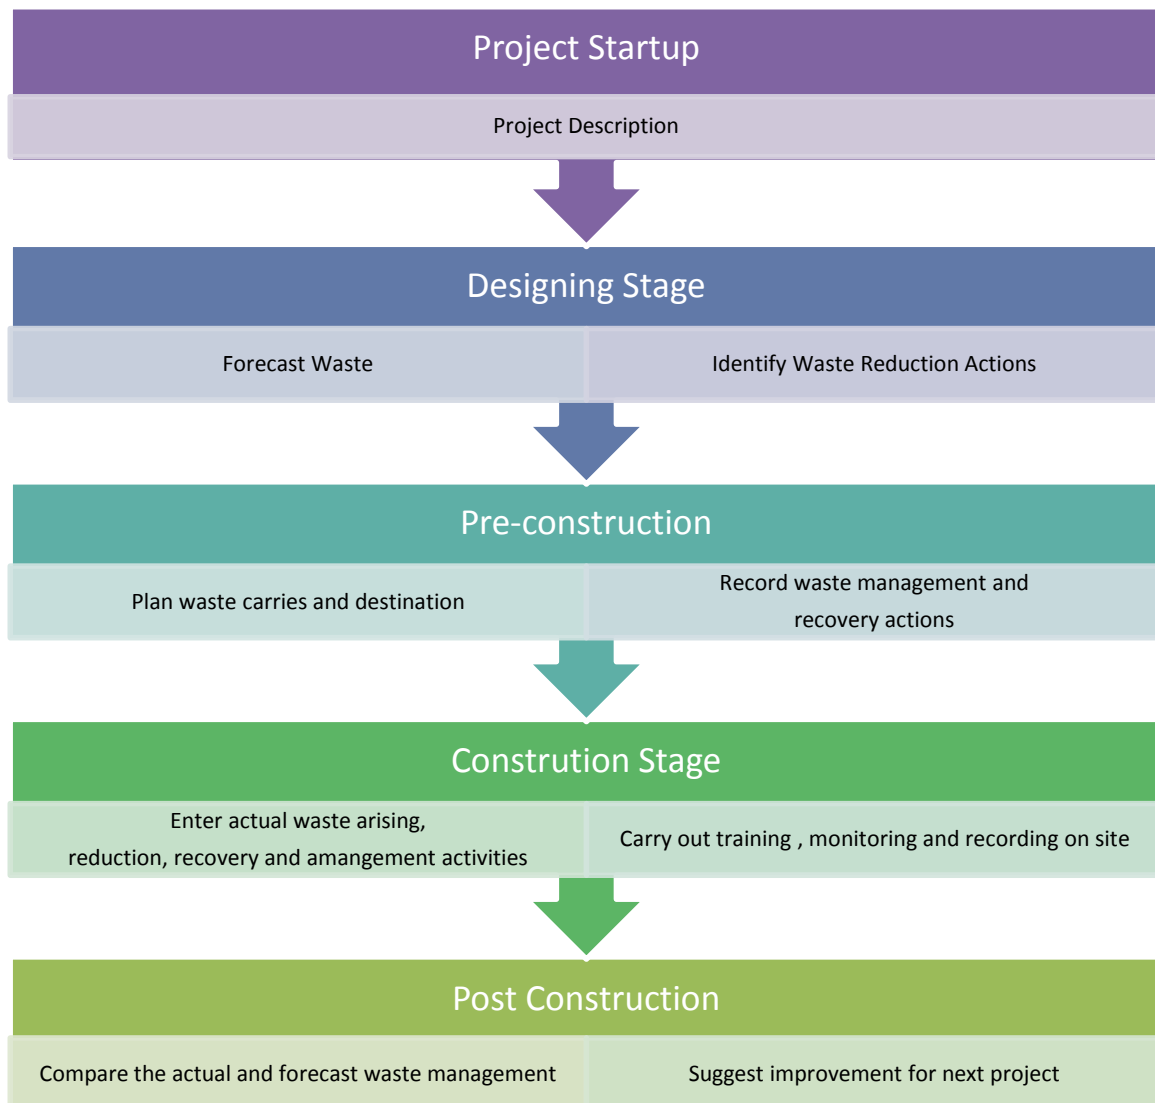 Project Startup
Project Description
Designing Stage
Forecast Waste
Identify Waste Reduction Actions
Pre-construction
Plan waste carries and destination
Record waste management and
recovery actions
Constrution Stage
Enter actual waste arising,
reduction, recovery and amangement activities
Carry out training , monitoring and recording on site
Post Construction
Compare the actual and forecast waste management
Suggest improvement for next project